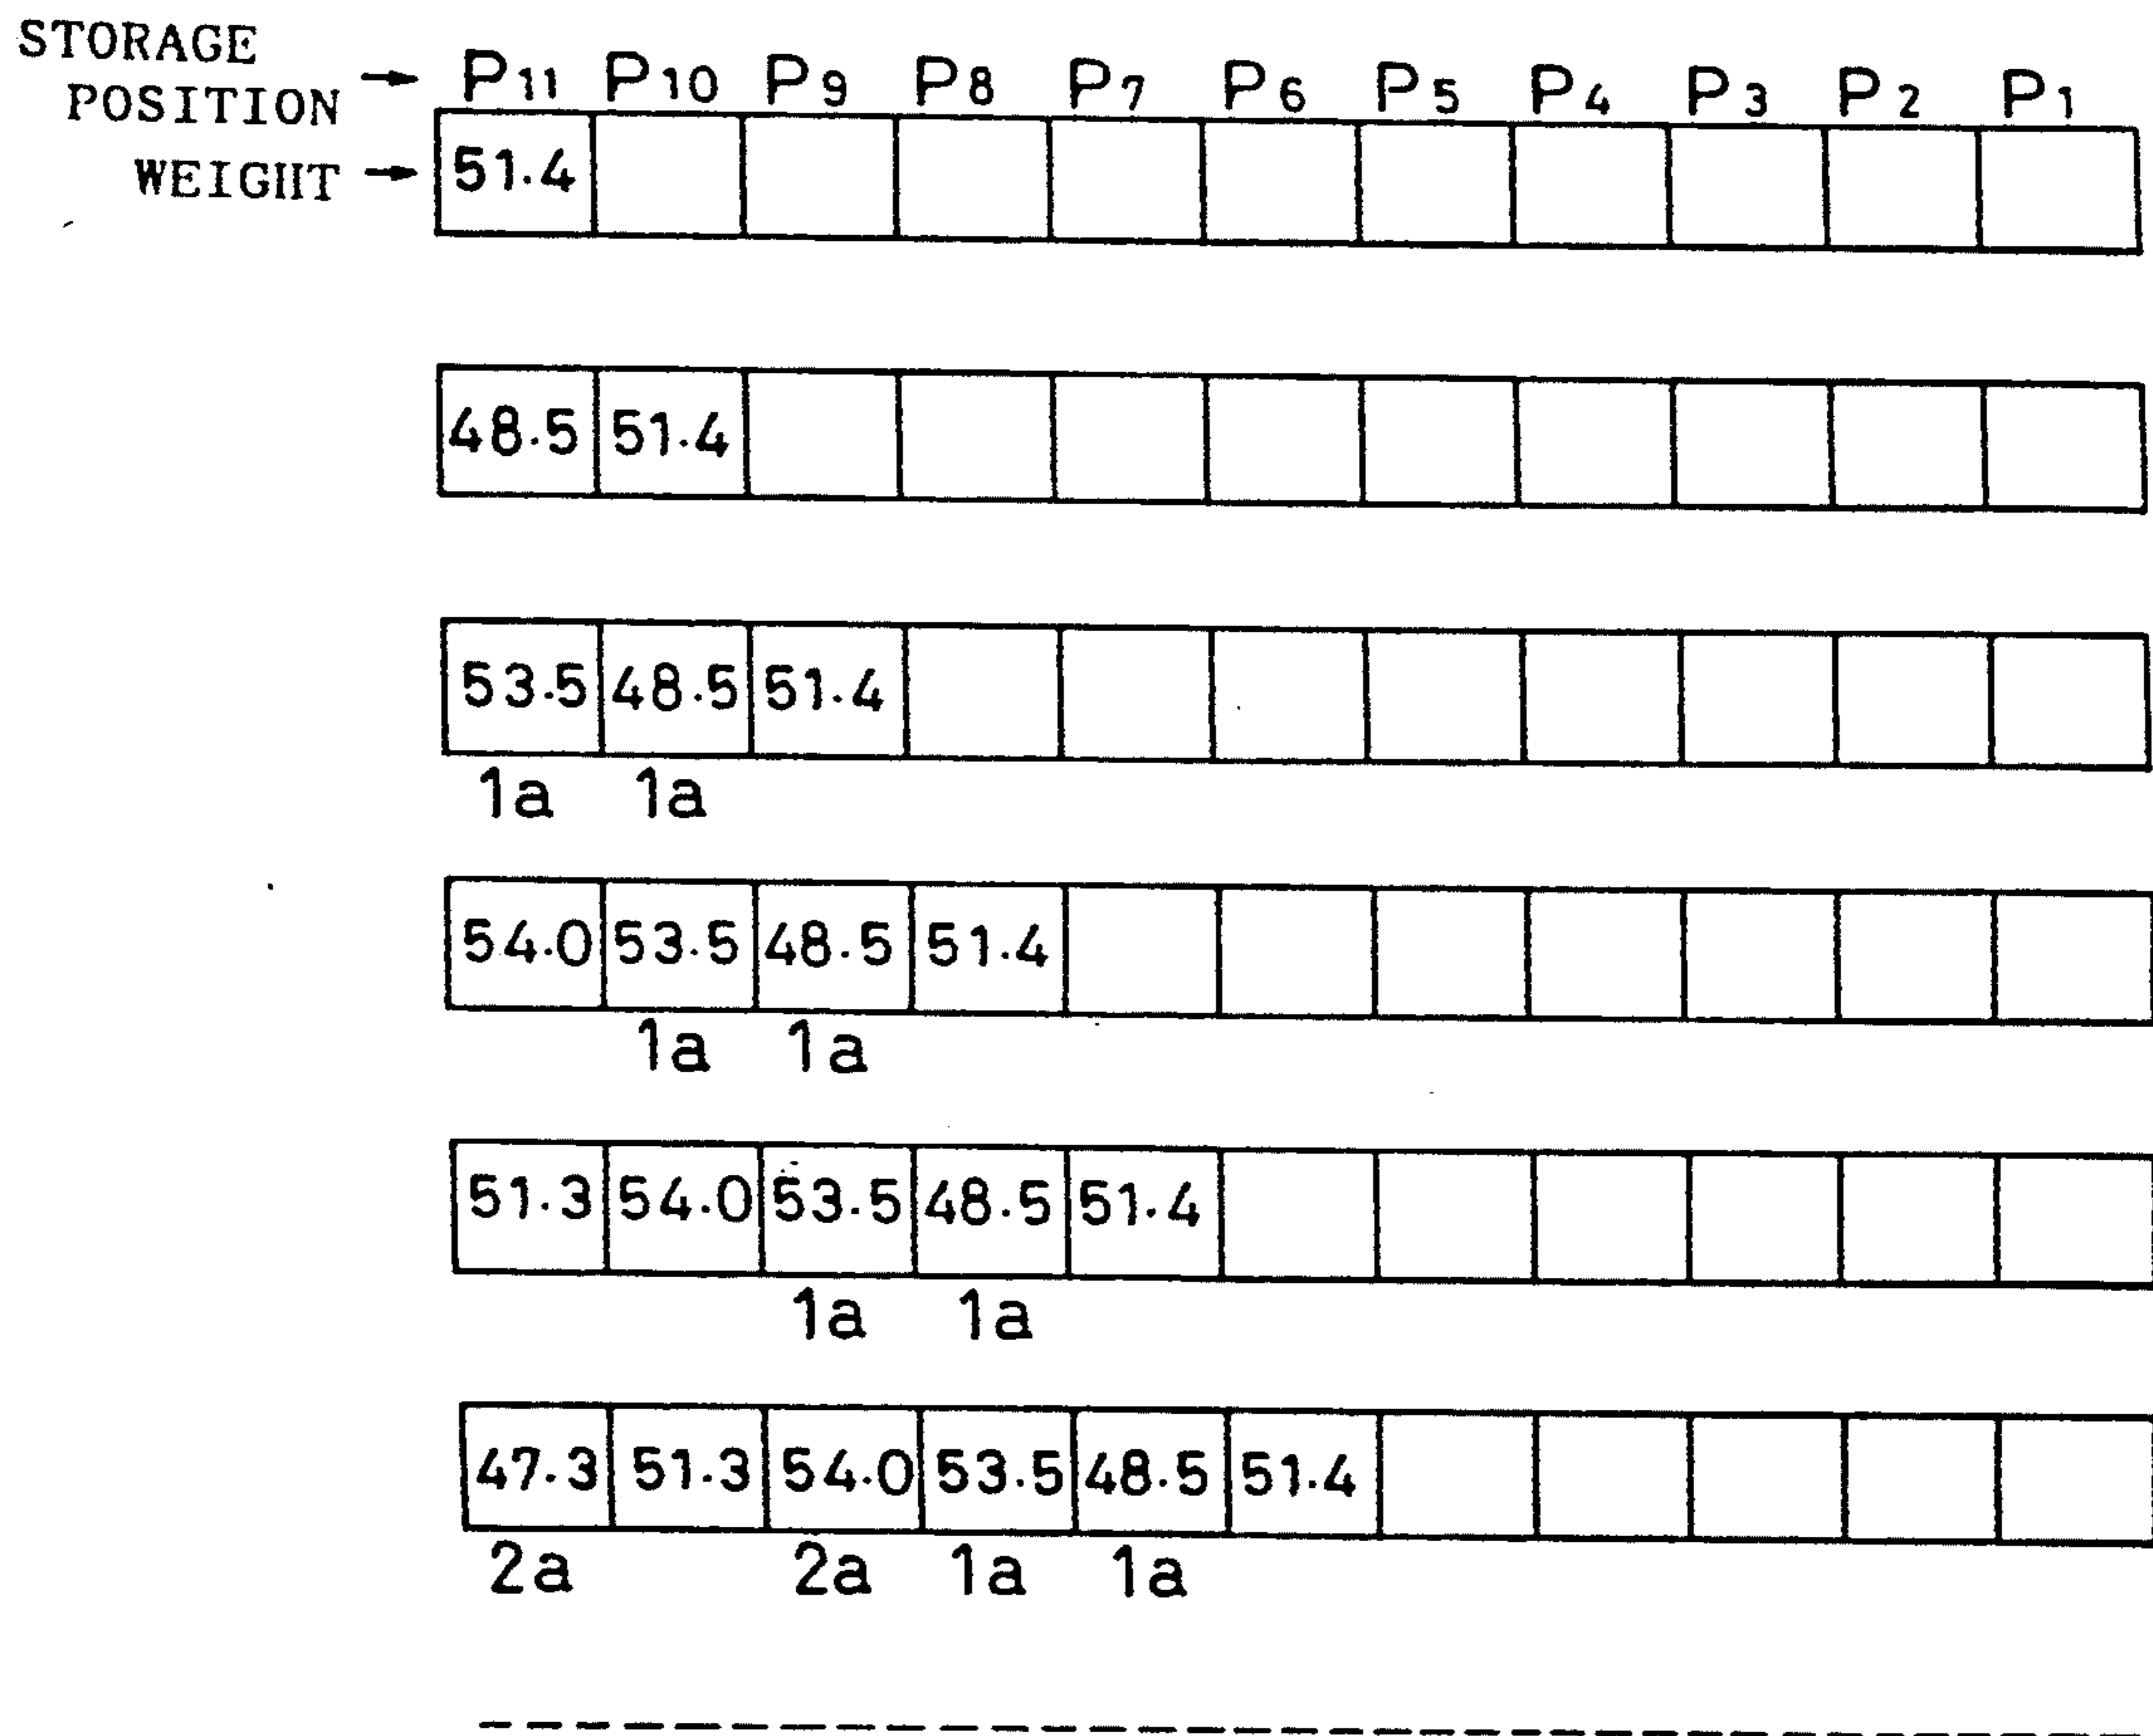 STORAGE
POSITION → P11 P10 P9 P8 P7 P6 P5 P4 P3 P2 P1
WEIGHT → 51.4
48.5 51.4
53.5 48.5 51.4
1a 1a
54.0 53.5 48.5 51.4
1a 1a
51.3 54.0 53.5 48.5 51.4
1a 1a
47.3 51.3 54.0 53.5 48.5 51.4
2a 2a 1a 1a